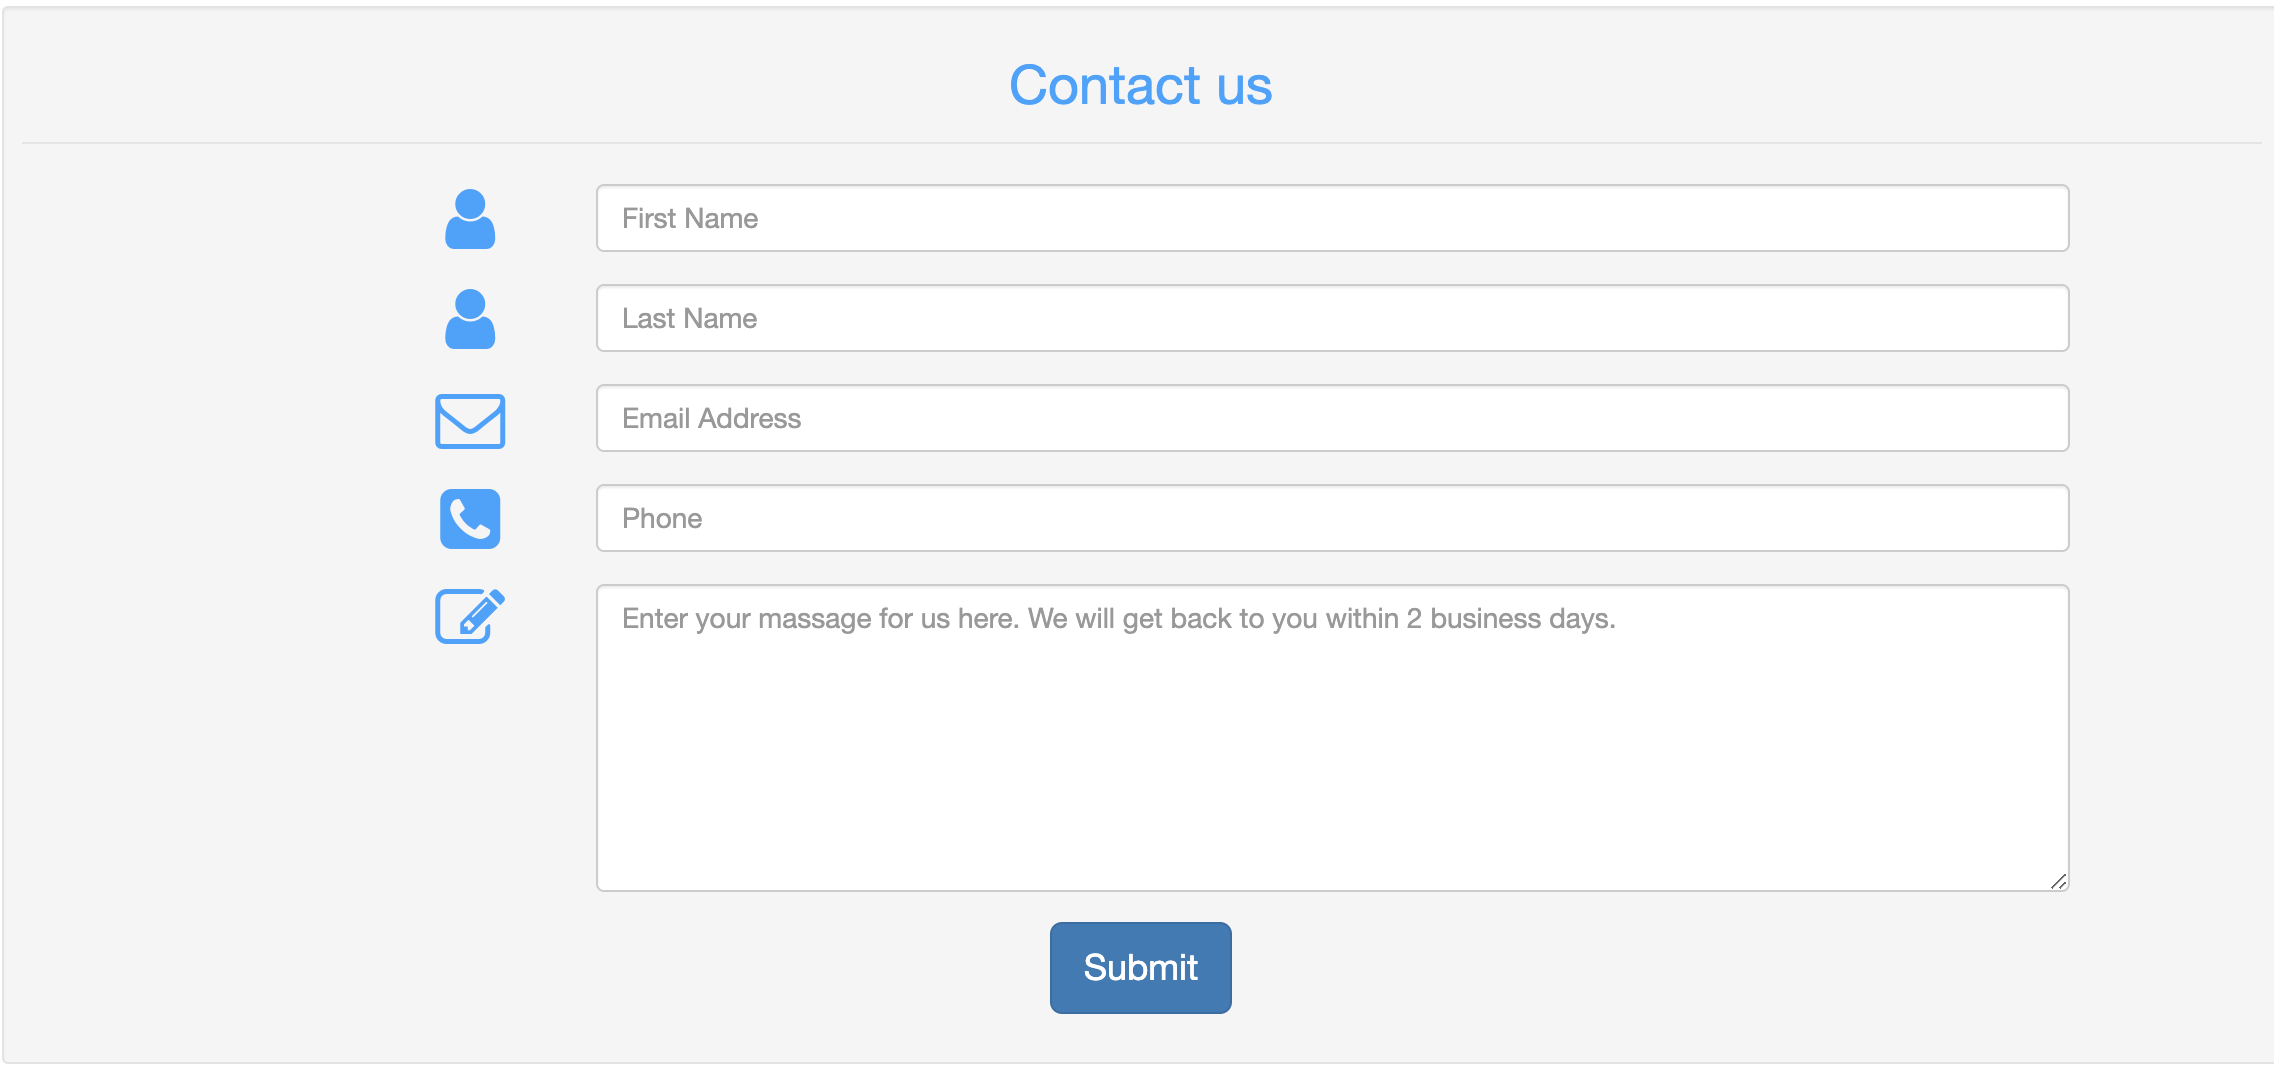 Contact us
First Name
Last Name
Email Address
Phone
Enter your massage for us here. We will get back to you within 2 business days.
Submit